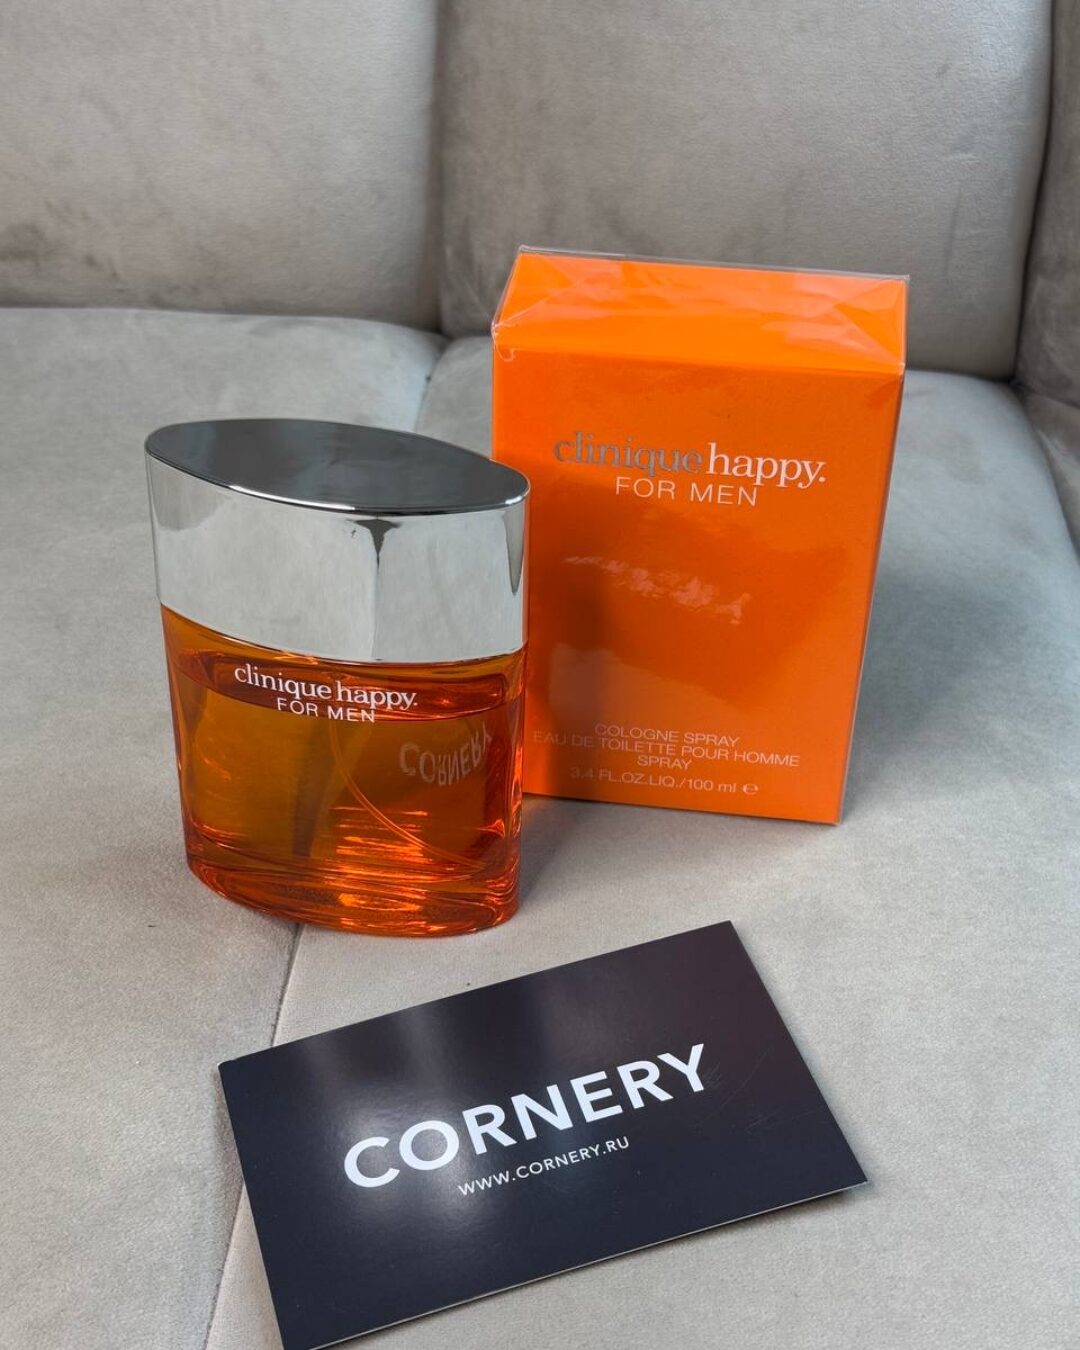 clinique happy.
FOR MEN
COLOGNE SPRAY
EAU DE TOILETTE POUR HOMME
SPRAY
3.4 FL.OZ.LIQ./100 ml ℮
clinique happy.
FOR MEN
CORNERY
CORNERY
WWW.CORNERY.RU